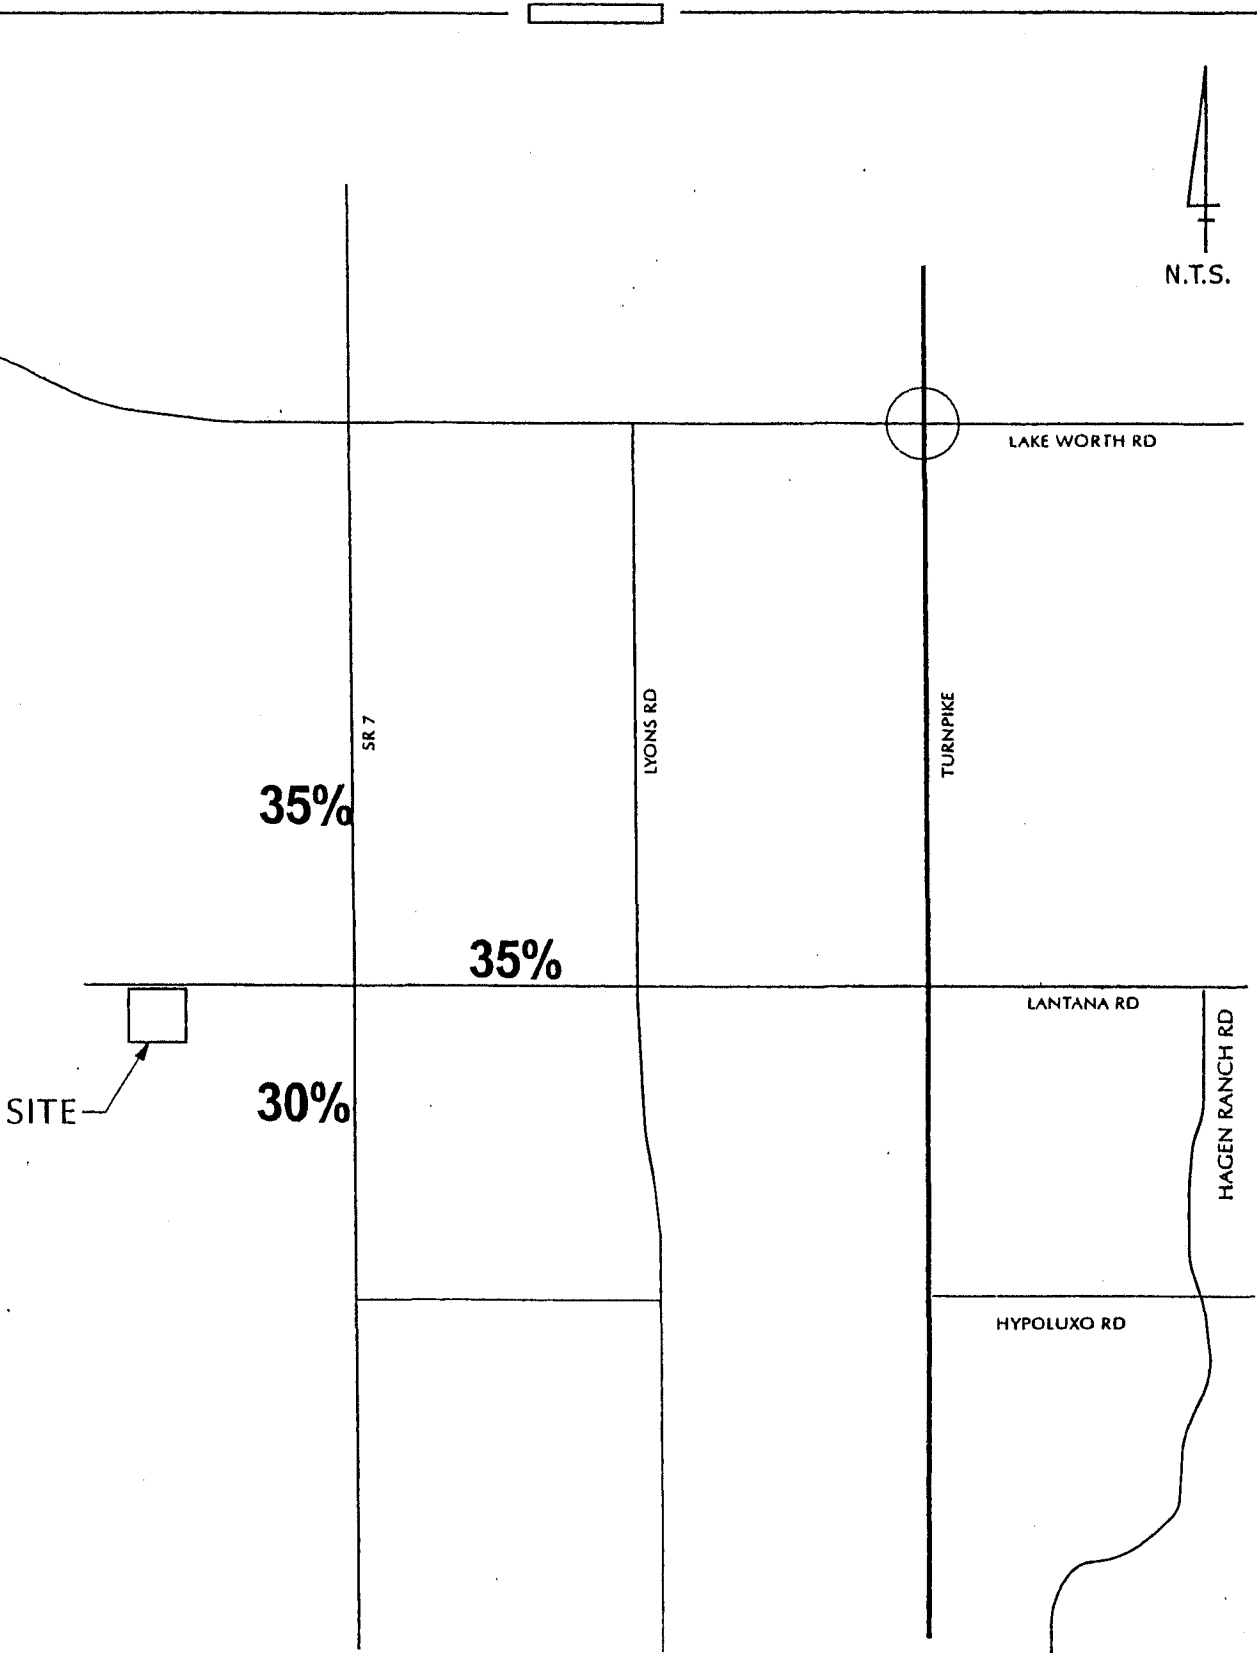 N.T.S.
LAKE WORTH RD
SR 7
LYONS RD
TURNPIKE
35%
35%
LANTANA RD
HAGEN RANCH RD
SITE
30%
HYPOLUXO RD